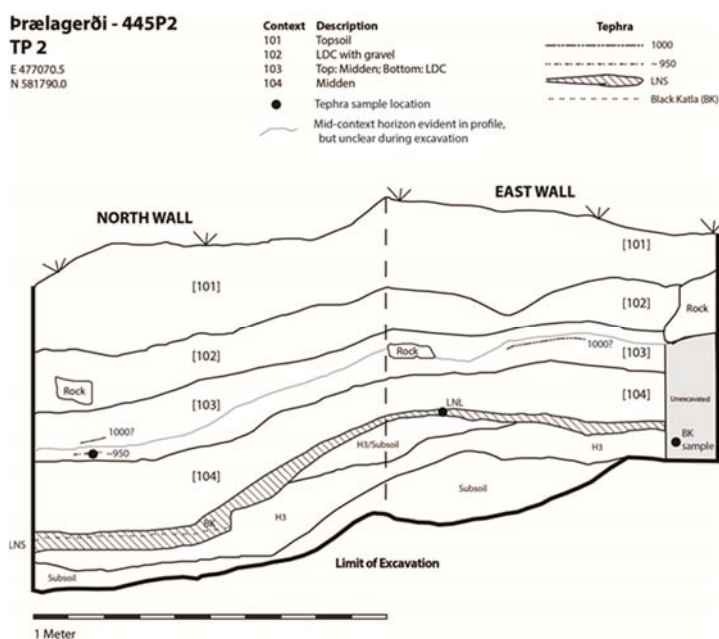 Þrælagerði - 445P2
TP 2
E 477070.5
N 581790.0
Context Description
101 Topsoil
102 LDC with gravel
103 Top: Midden; Bottom: LDC
104 Midden
Tephra sample location
Mid-context horizon evident in profile,
but unclear during excavation
Tephra
1000
~950
LNS
Black Katla (BK)
NORTH WALL
EAST WALL
[101]
[101]
[102]
Rock
[102]
Rock
1000?
[103]
Rock
[103]
[104]
Unexcavated
LNL
1000?
~950
BK
sample
H3/Subsoil
H3
[104]
Subsoil
BK
H3
LNS
Subsoil
Limit of Excavation
1 Meter